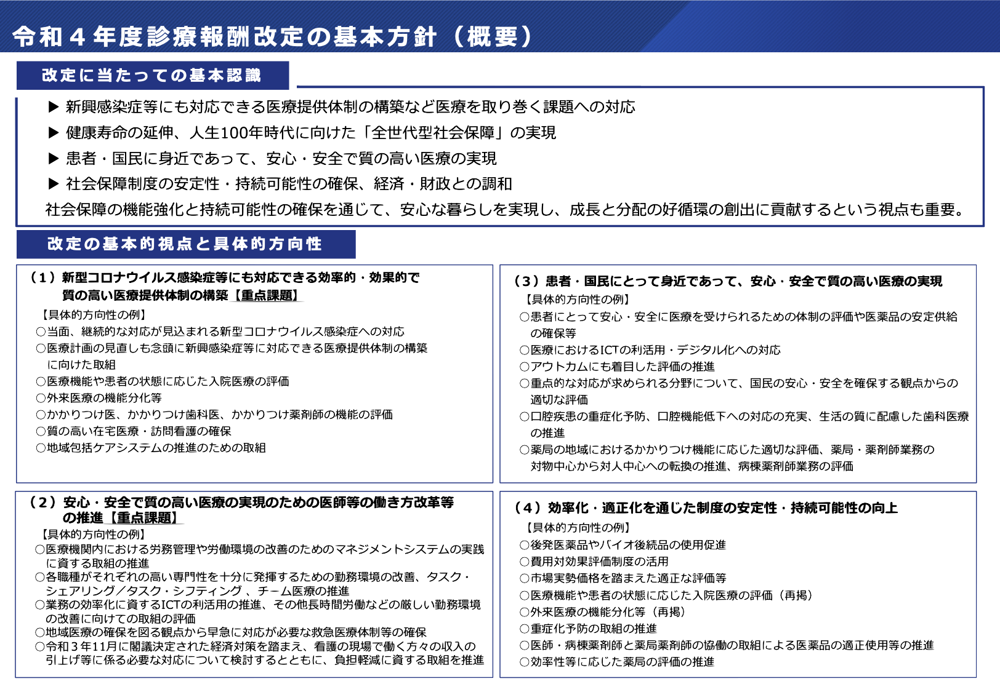 令和４年度診療報酬改定の基本方針（概要）
改定に当たっての基本認識
▶ 新興感染症等にも対応できる医療提供体制の構築など医療を取り巻く課題への対応
▶ 健康寿命の延伸、人生100年時代に向けた「全世代型社会保障」の実現
▶ 患者・国民に身近であって、安心・安全で質の高い医療の実現
▶ 社会保障制度の安定性・持続可能性の確保、経済・財政との調和
社会保障の機能強化と持続可能性の確保を通じて、安心な暮らしを実現し、成長と分配の好循環の創出に貢献するという視点も重要。
改定の基本的視点と具体的方向性
（１）新型コロナウイルス感染症等にも対応できる効率的・効果的で
質の高い医療提供体制の構築【重点課題】
【具体的方向性の例】
○当面、継続的な対応が見込まれる新型コロナウイルス感染症への対応
○医療計画の見直しも念頭に新興感染症等に対応できる医療提供体制の構築
に向けた取組
○医療機能や患者の状態に応じた入院医療の評価
○外来医療の機能分化等
○かかりつけ医、かかりつけ歯科医、かかりつけ薬剤師の機能の評価
○質の高い在宅医療・訪問看護の確保
○地域包括ケアシステムの推進のための取組
（２）安心・安全で質の高い医療の実現のための医師等の働き方改革等
の推進【重点課題】
【具体的方向性の例】
○医療機関内における労務管理や労働環境の改善のためのマネジメントシステムの実践
に資する取組の推進
○各職種がそれぞれの高い専門性を十分に発揮するための勤務環境の改善、タスク・
シェアリング／タスク・シフティング、チーム医療の推進
○業務の効率化に資するICTの利活用の推進、その他長時間労働などの厳しい勤務環境
の改善に向けての取組の評価
○地域医療の確保を図る観点から早急に対応が必要な救急医療体制等の確保
○令和３年11月に閣議決定された経済対策を踏まえ、看護の現場で働く方々の収入の
引上げ等に係る必要な対応について検討するとともに、負担軽減に資する取組を推進
（３）患者・国民にとって身近であって、安心・安全で質の高い医療の実現
【具体的方向性の例】
○患者にとって安心・安全に医療を受けられるための体制の評価や医薬品の安定供給
の確保等
○医療におけるICTの利活用・デジタル化への対応
○アウトカムにも着目した評価の推進
○重点的な対応が求められる分野について、国民の安心・安全を確保する観点からの
適切な評価
○口腔疾患の重症化予防、口腔機能低下への対応の充実、生活の質に配慮した歯科医療
の推進
○薬局の地域におけるかかりつけ機能に応じた適切な評価、薬局・薬剤師業務の
対物中心から対人中心への転換の推進、病棟薬剤師業務の評価
（４）効率化・適正化を通じた制度の安定性・持続可能性の向上
【具体的方向性の例】
○後発医薬品やバイオ後続品の使用促進
○費用対効果評価制度の活用
○市場実勢価格を踏まえた適正な評価等
○医療機能や患者の状態に応じた入院医療の評価（再掲）
○外来医療の機能分化等（再掲）
○重症化予防の取組の推進
○医師・病棟薬剤師と薬局薬剤師の協働の取組による医薬品の適正使用等の推進
○効率性等に応じた薬局の評価の推進